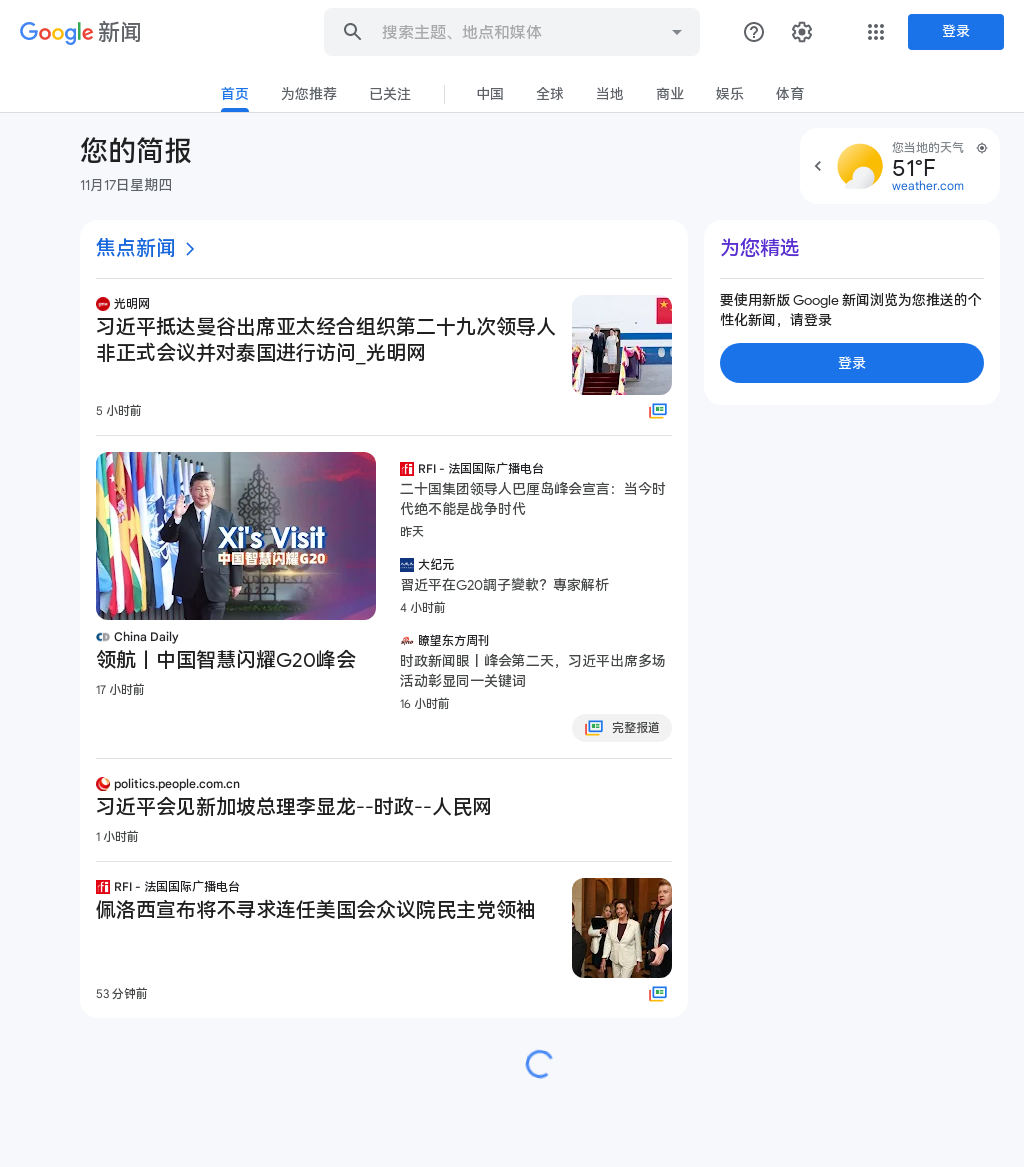 Google 新闻
搜索主题、地点和媒体
登录
首页
为您推荐
已关注
中国
全球
当地
商业
娱乐
体育
您的简报
11月17日星期四
您当地的天气
51°F
weather.com
焦点新闻
光明网
习近平抵达曼谷出席亚太经合组织第二十九次领导人
非正式会议并对泰国进行访问_光明网
5 小时前
Xi's Visit
中国智慧闪耀G20
China Daily
领航丨中国智慧闪耀G20峰会
17 小时前
RFI - 法国国际广播电台
二十国集团领导人巴厘岛峰会宣言：当今时
代绝不能是战争时代
昨天
大纪元
習近平在G20調子變軟？專家解析
4 小时前
瞭望东方周刊
时政新闻眼丨峰会第二天，习近平出席多场
活动彰显同一关键词
16 小时前
完整报道
politics.people.com.cn
习近平会见新加坡总理李显龙--时政--人民网
1 小时前
RFI - 法国国际广播电台
佩洛西宣布将不寻求连任美国会众议院民主党领袖
53 分钟前
为您精选
要使用新版 Google 新闻浏览为您推送的个
性化新闻，请登录
登录